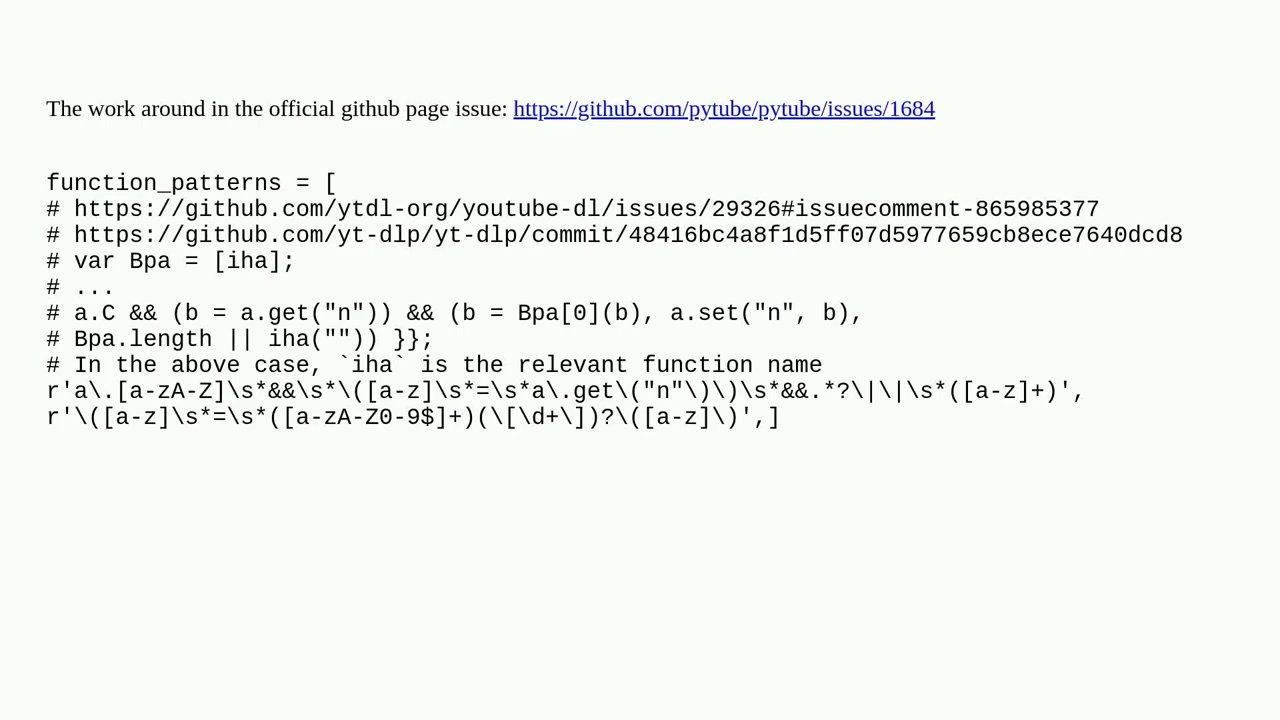 The work around in the official github page issue: https://github.com/pytube/pytube/issues/1684
function_patterns = [
# https://github.com/ytdl-org/youtube-dl/issues/29326#issuecomment-865985377
# https://github.com/yt-dlp/yt-dlp/commit/48416bc4a8f1d5ff07d5977659cb8ece7640dcd8
# var Bpa = [iha];
# ...
# a.C && (b = a.get("n")) && (b = Bpa[0](b), a.set("n", b),
# Bpa.length || iha("")) }};
# In the above case, `iha` is the relevant function name
r'a\.[a-zA-Z]\s*&&\s*\([a-z]\s*=\s*a\.get\("n"\)\)\s*&&.*?\|\|\s*([a-z]+)',
r'\([a-z]\s*=\s*([a-zA-Z0-9$]+)(\[\d+\])?\([a-z]\)',]